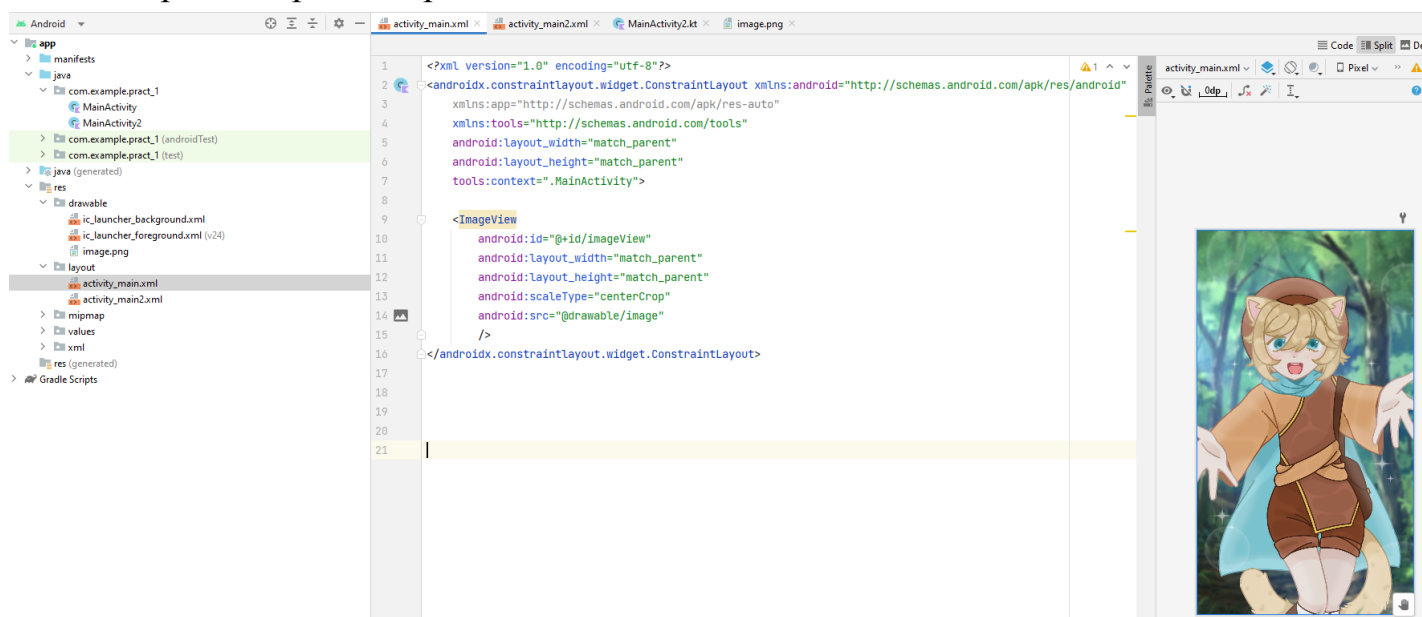 Android
activity_main.xml
activity_main2.xml
MainActivity2.kt
image.png
Code
Split
De
app
manifests
java
com.example.pract_1
MainActivity
MainActivity2
com.example.pract_1 (androidTest)
com.example.pract_1 (test)
java (generated)
res
drawable
ic_launcher_background.xml
ic_launcher_foreground.xml (v24)
image.png
layout
activity_main.xml
activity_main2.xml
mipmap
values
xml
res (generated)
Gradle Scripts
1 <?xml version="1.0" encoding="utf-8"?>
2 <androidx.constraintlayout.widget.ConstraintLayout xmlns:android="http://schemas.android.com/apk/res/android"
3 xmlns:app="http://schemas.android.com/apk/res-auto"
4 xmlns:tools="http://schemas.android.com/tools"
5 android:layout_width="match_parent"
6 android:layout_height="match_parent"
7 tools:context=".MainActivity">
8
9 <ImageView
10 android:id="@+id/imageView"
11 android:layout_width="match_parent"
12 android:layout_height="match_parent"
13 android:scaleType="centerCrop"
14 android:src="@drawable/image"
15 />
16 </androidx.constraintlayout.widget.ConstraintLayout>
17
18
19
20
21
1
Palette
activity_main.xml
Pixel
0dp